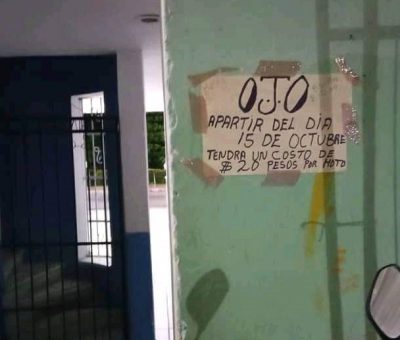 OJO
APARTIR DEL DIA
15 DE OCTUBRE
TENDRA UN COSTO DE
$ 20 PESOS POR MOTO